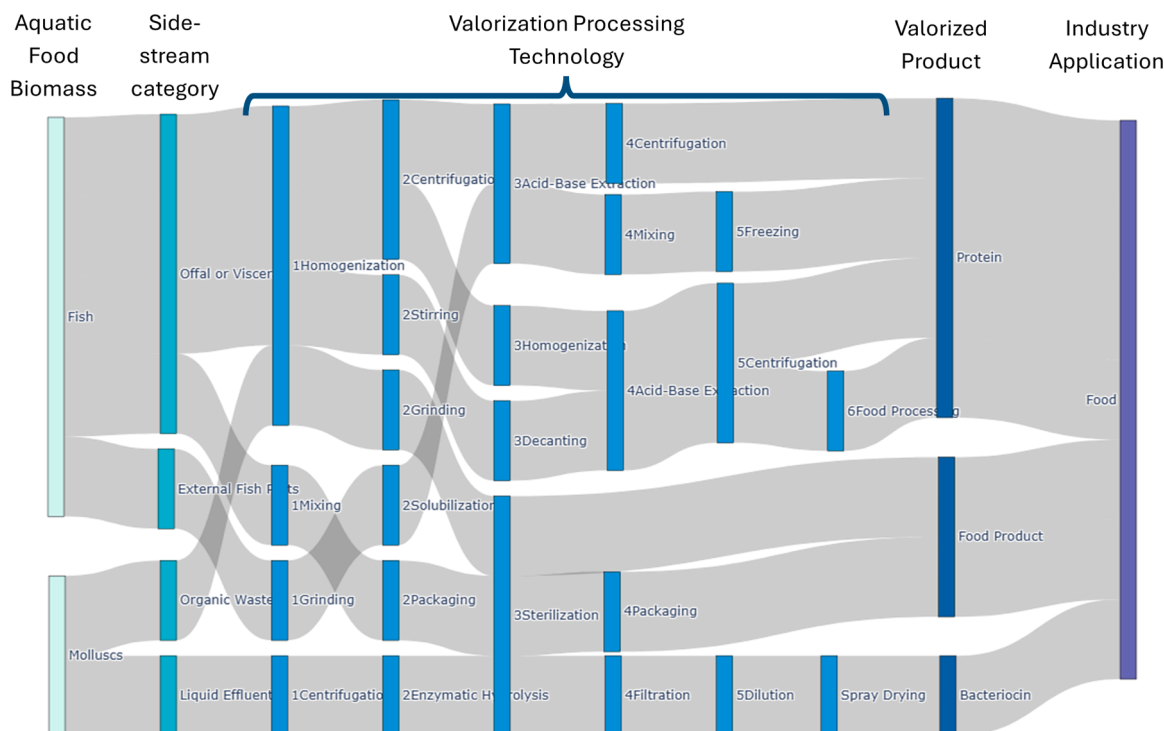 Aquatic
Food
Biomass
Side-
stream
category
Valorization Processing
Technology
Valorized
Product
Industry
Application
Fish
Molluscs
Offal or Viscer
External Fish Parts
Organic Waste
Liquid Effluent
1Homogenization
1Mixing
1Grinding
1Centrifugatio
2Centrifugatio
2Stirring
2Grinding
2Solubilization
2Packaging
2Enzymatic Hydrolysis
3Acid-Base Extraction
3Homogenization
3Decanting
3Sterilization
4Centrifugation
4Mixing
4Acid-Base Extraction
4Packaging
4Filtration
5Freezing
5Centrifugation
5Dilution
6Food Processing
Spray Drying
Protein
Food Product
Bacteriocin
Food